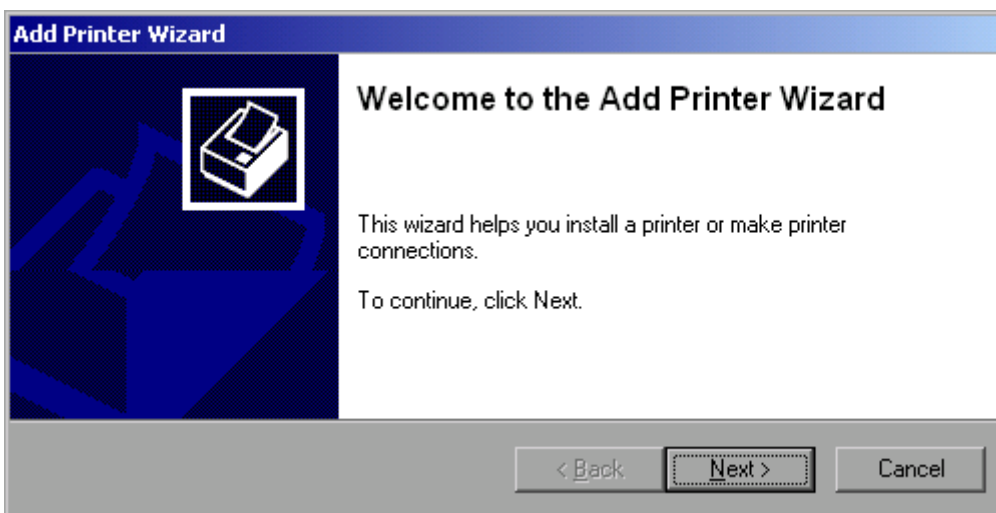 Add Printer Wizard
Welcome to the Add Printer Wizard
This wizard helps you install a printer or make printer
connections.
To continue, click Next.
< Back
Next >
Cancel